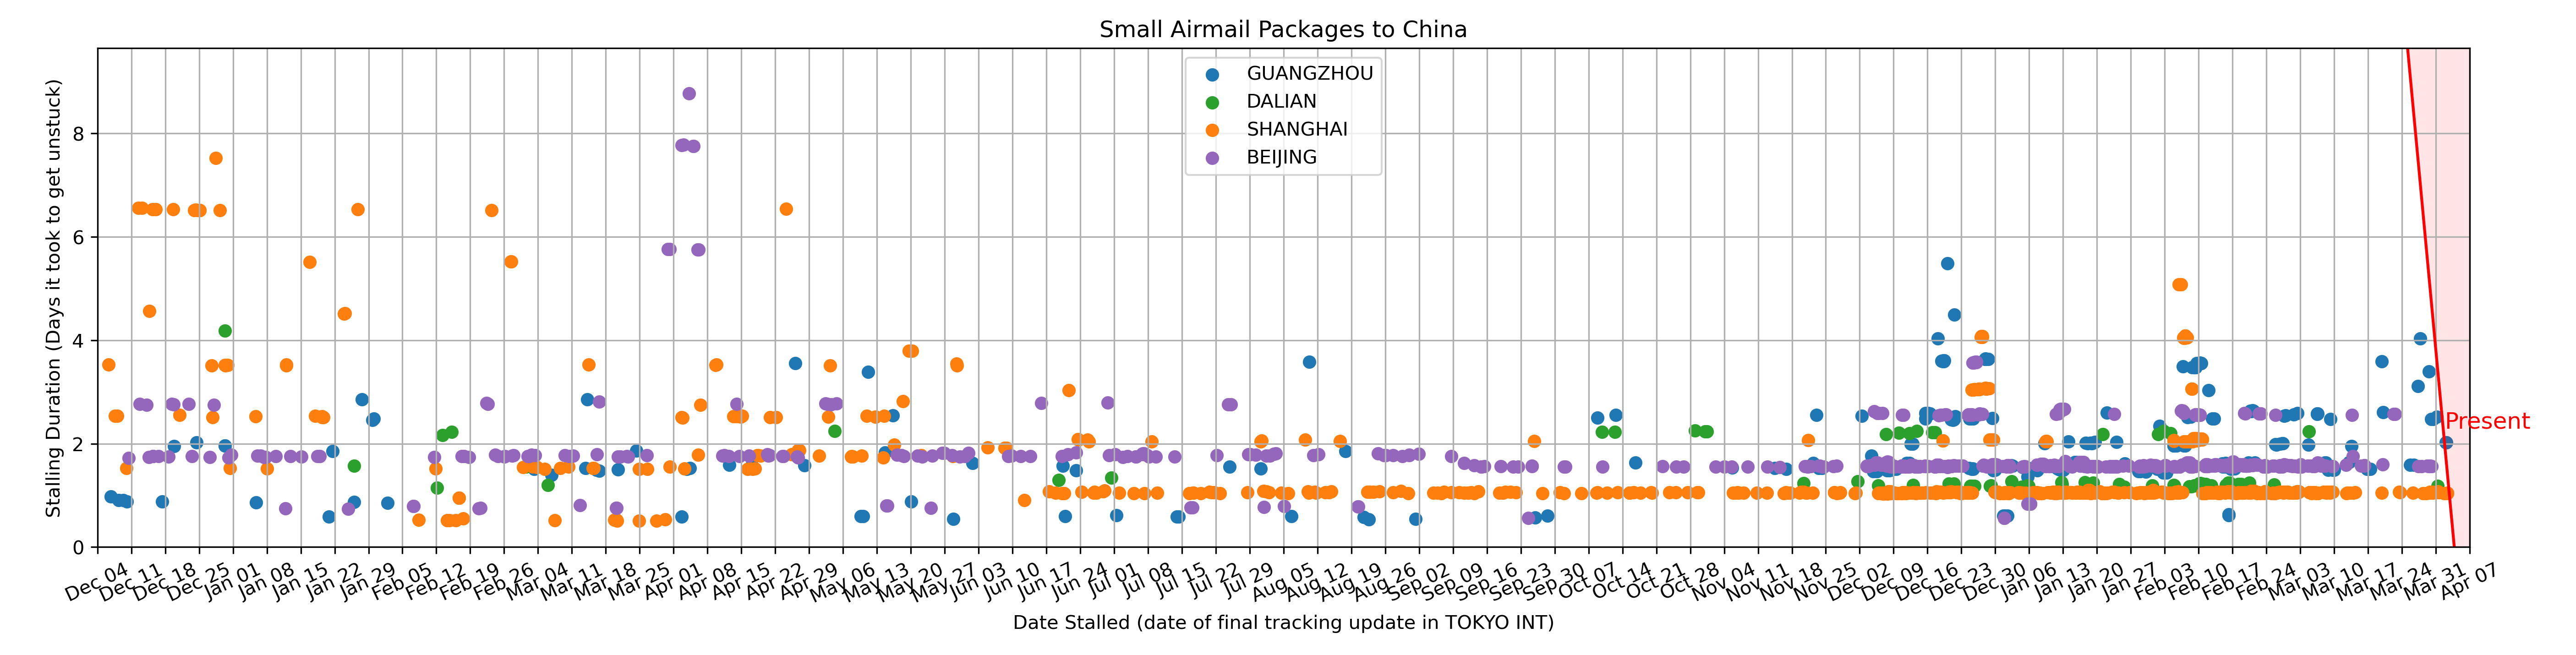 Small Airmail Packages to China
GUANGZHOU
DALIAN
SHANGHAI
BEIJING
Stalling Duration (Days it took to get unstuck)
8
6
4
2
0
Present
Dec 04 Dec 11 Dec 18 Dec 25 Jan 01 Jan 08 Jan 15 Jan 22 Jan 29 Feb 05 Feb 12 Feb 19 Feb 26 Mar 04 Mar 11 Mar 18 Mar 25 Apr 01 Apr 08 Apr 15 Apr 22 Apr 29 May 06 May 13 May 20 May 27 Jun 03 Jun 10 Jun 17 Jun 24 Jul 01 Jul 08 Jul 15 Jul 22 Jul 29 Aug 05 Aug 12 Aug 19 Aug 26 Sep 02 Sep 09 Sep 16 Sep 23 Sep 30 Oct 07 Oct 14 Oct 21 Oct 28 Nov 04 Nov 11 Nov 18 Nov 25 Dec 02 Dec 09 Dec 16 Dec 23 Dec 30 Jan 06 Jan 13 Jan 20 Jan 27 Feb 03 Feb 10 Feb 17 Feb 24 Mar 03 Mar 10 Mar 17 Mar 24 Mar 31 Apr 07
Date Stalled (date of final tracking update in TOKYO INT)